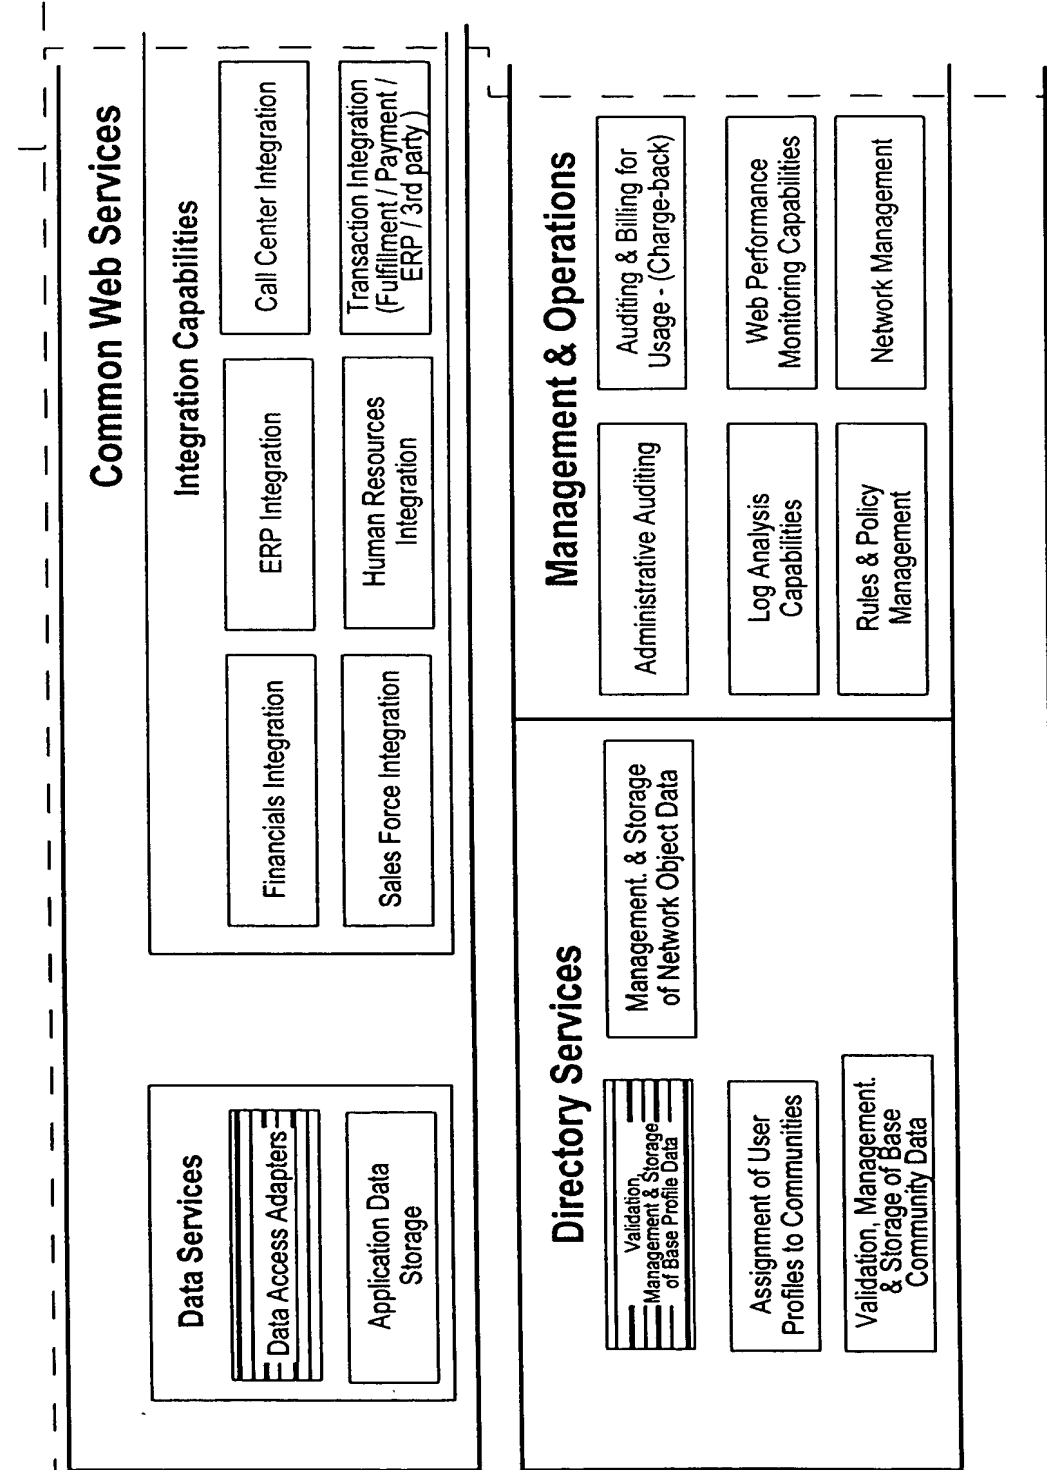 Common Web Services
Data Services
Data Access Adapters
Application Data
Storage
Integration Capabilities
Financials Integration
ERP Integration
Call Center Integration
Sales Force Integration
Human Resources
Integration
Transaction Integration
(Fulfillment / Payment /
ERP / 3rd party )
Directory Services
Validation,
Management & Storage
of Base Profile Data
Management. & Storage
of Network Object Data
Assignment of User
Profiles to Communities
Validation, Management.
& Storage of Base
Community Data
Management & Operations
Administrative Auditing
Auditing & Billing for
Usage - (Charge-back)
Log Analysis
Capabilities
Web Performance
Monitoring Capabilities
Rules & Policy
Management
Network Management